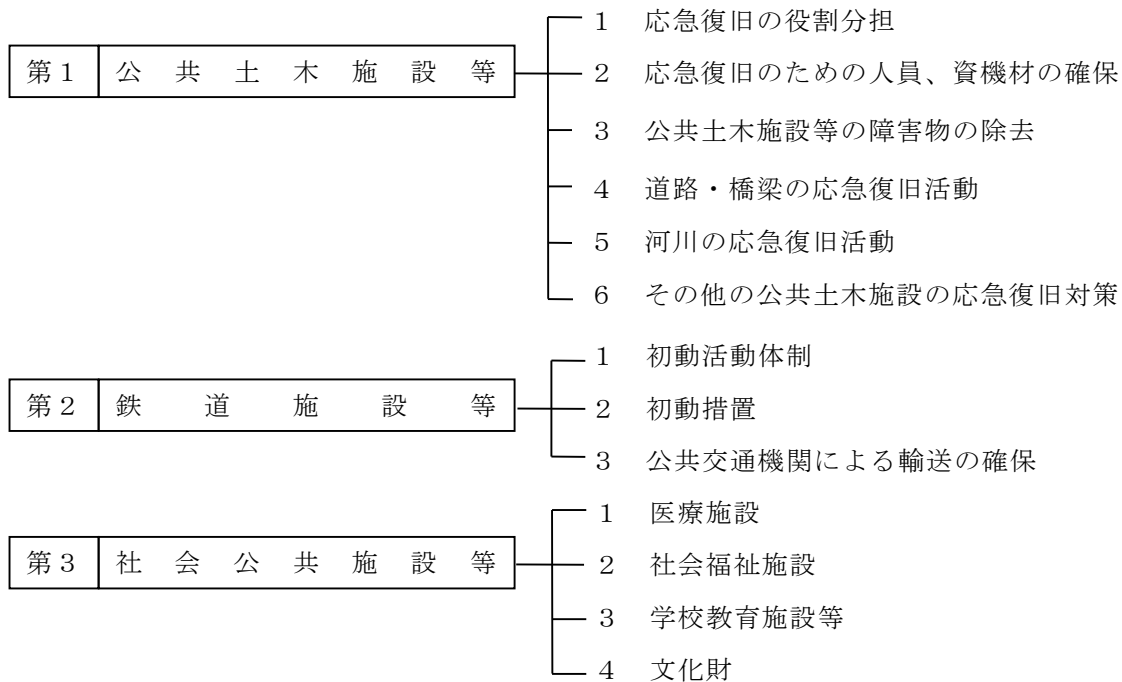 第１ 公共土木施設等
１ 応急復旧の役割分担
２ 応急復旧のための人員、資機材の確保
３ 公共土木施設等の障害物の除去
４ 道路・橋梁の応急復旧活動
５ 河川の応急復旧活動
６ その他の公共土木施設の応急復旧対策
第２ 鉄道施設等
１ 初動活動体制
２ 初動措置
３ 公共交通機関による輸送の確保
第３ 社会公共施設等
１ 医療施設
２ 社会福祉施設
３ 学校教育施設等
４ 文化財